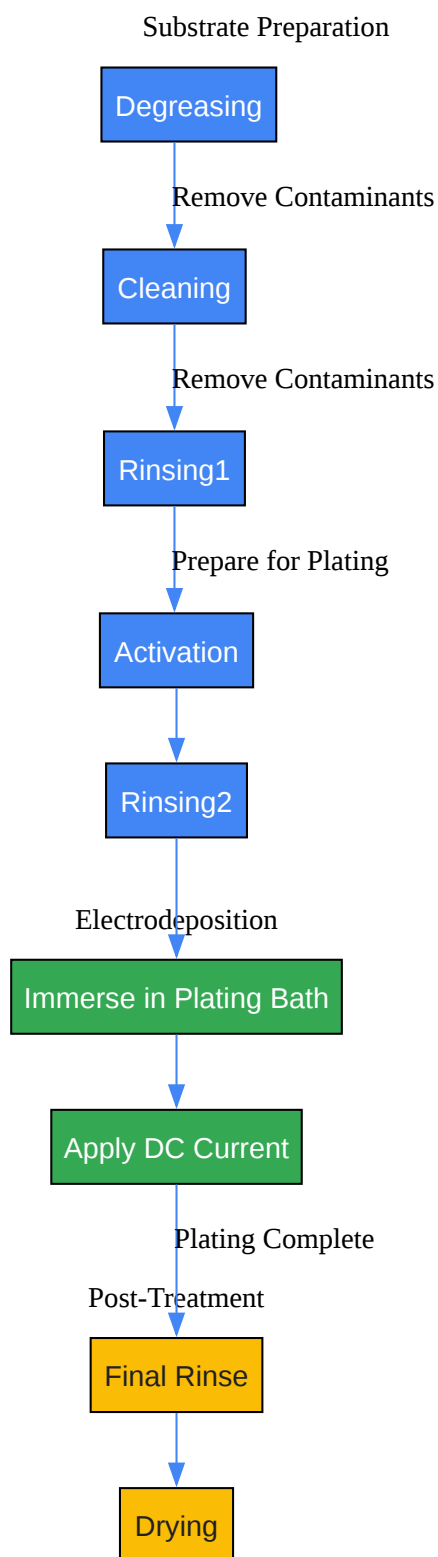 Substrate Preparation
Degreasing
Remove Contaminants
Cleaning
Remove Contaminants
Rinsing1
Prepare for Plating
Activation
Rinsing2
Electrodeposition
Immerse in Plating Bath
Apply DC Current
Plating Complete
Post-Treatment
Final Rinse
Drying